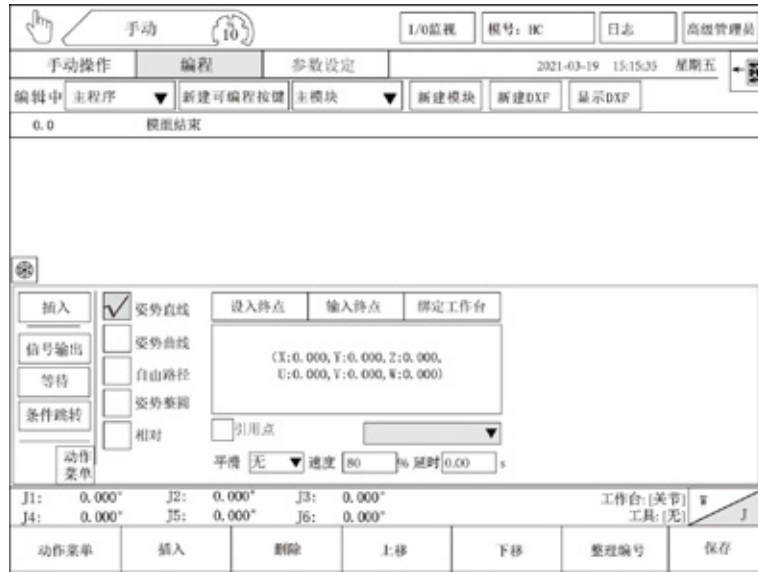 手动 10 I/O监视 模号: HC 日志 高级管理员
手动操作 编程 参数设定 2021-03-19 15:15:35 星期五
编辑中 主程序 新建可编程按键 主模块 新建模块 新建DXF 显示DXF
0.0 模组结束
插入 姿势直线 设入终点 输入终点 绑定工作台
信号输出 姿势曲线
(X:0.000,Y:0.000,Z:0.000,
U:0.000,V:0.000,W:0.000)
等待 自由路径
条件跳转 姿势整圆
相对 引用点
动作
菜单
平滑 无 速度 80 % 延时 0.00 s
J1: 0.000° J2: 0.000° J3: 0.000° 工作台:[关节] W
J4: 0.000° J5: 0.000° J6: 0.000° 工具:[无] J
动作菜单 插入 删除 上移 下移 整理编号 保存